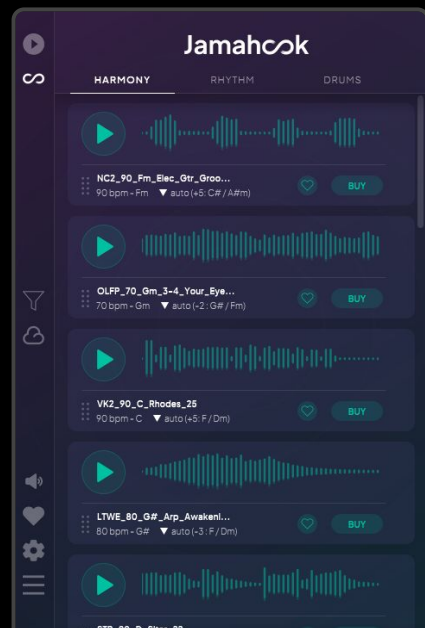 Jamahook
HARMONY RHYTHM DRUMS
NC2_90_Fm_Elec_Gtr_Groo...
90 bpm - Fm ▼ auto (+5: C# / A#m)
BUY
OLFP_70_Gm_3-4_Your_Eye...
70 bpm - Gm ▼ auto (-2 : G# / Fm)
BUY
VK2_90_C_Rhodes_25
90 bpm - C ▼ auto (+5: F / Dm)
BUY
LTWE_80_G#_Arp_Awakeni...
80 bpm - G# ▼ auto (-3 : F / Dm)
BUY